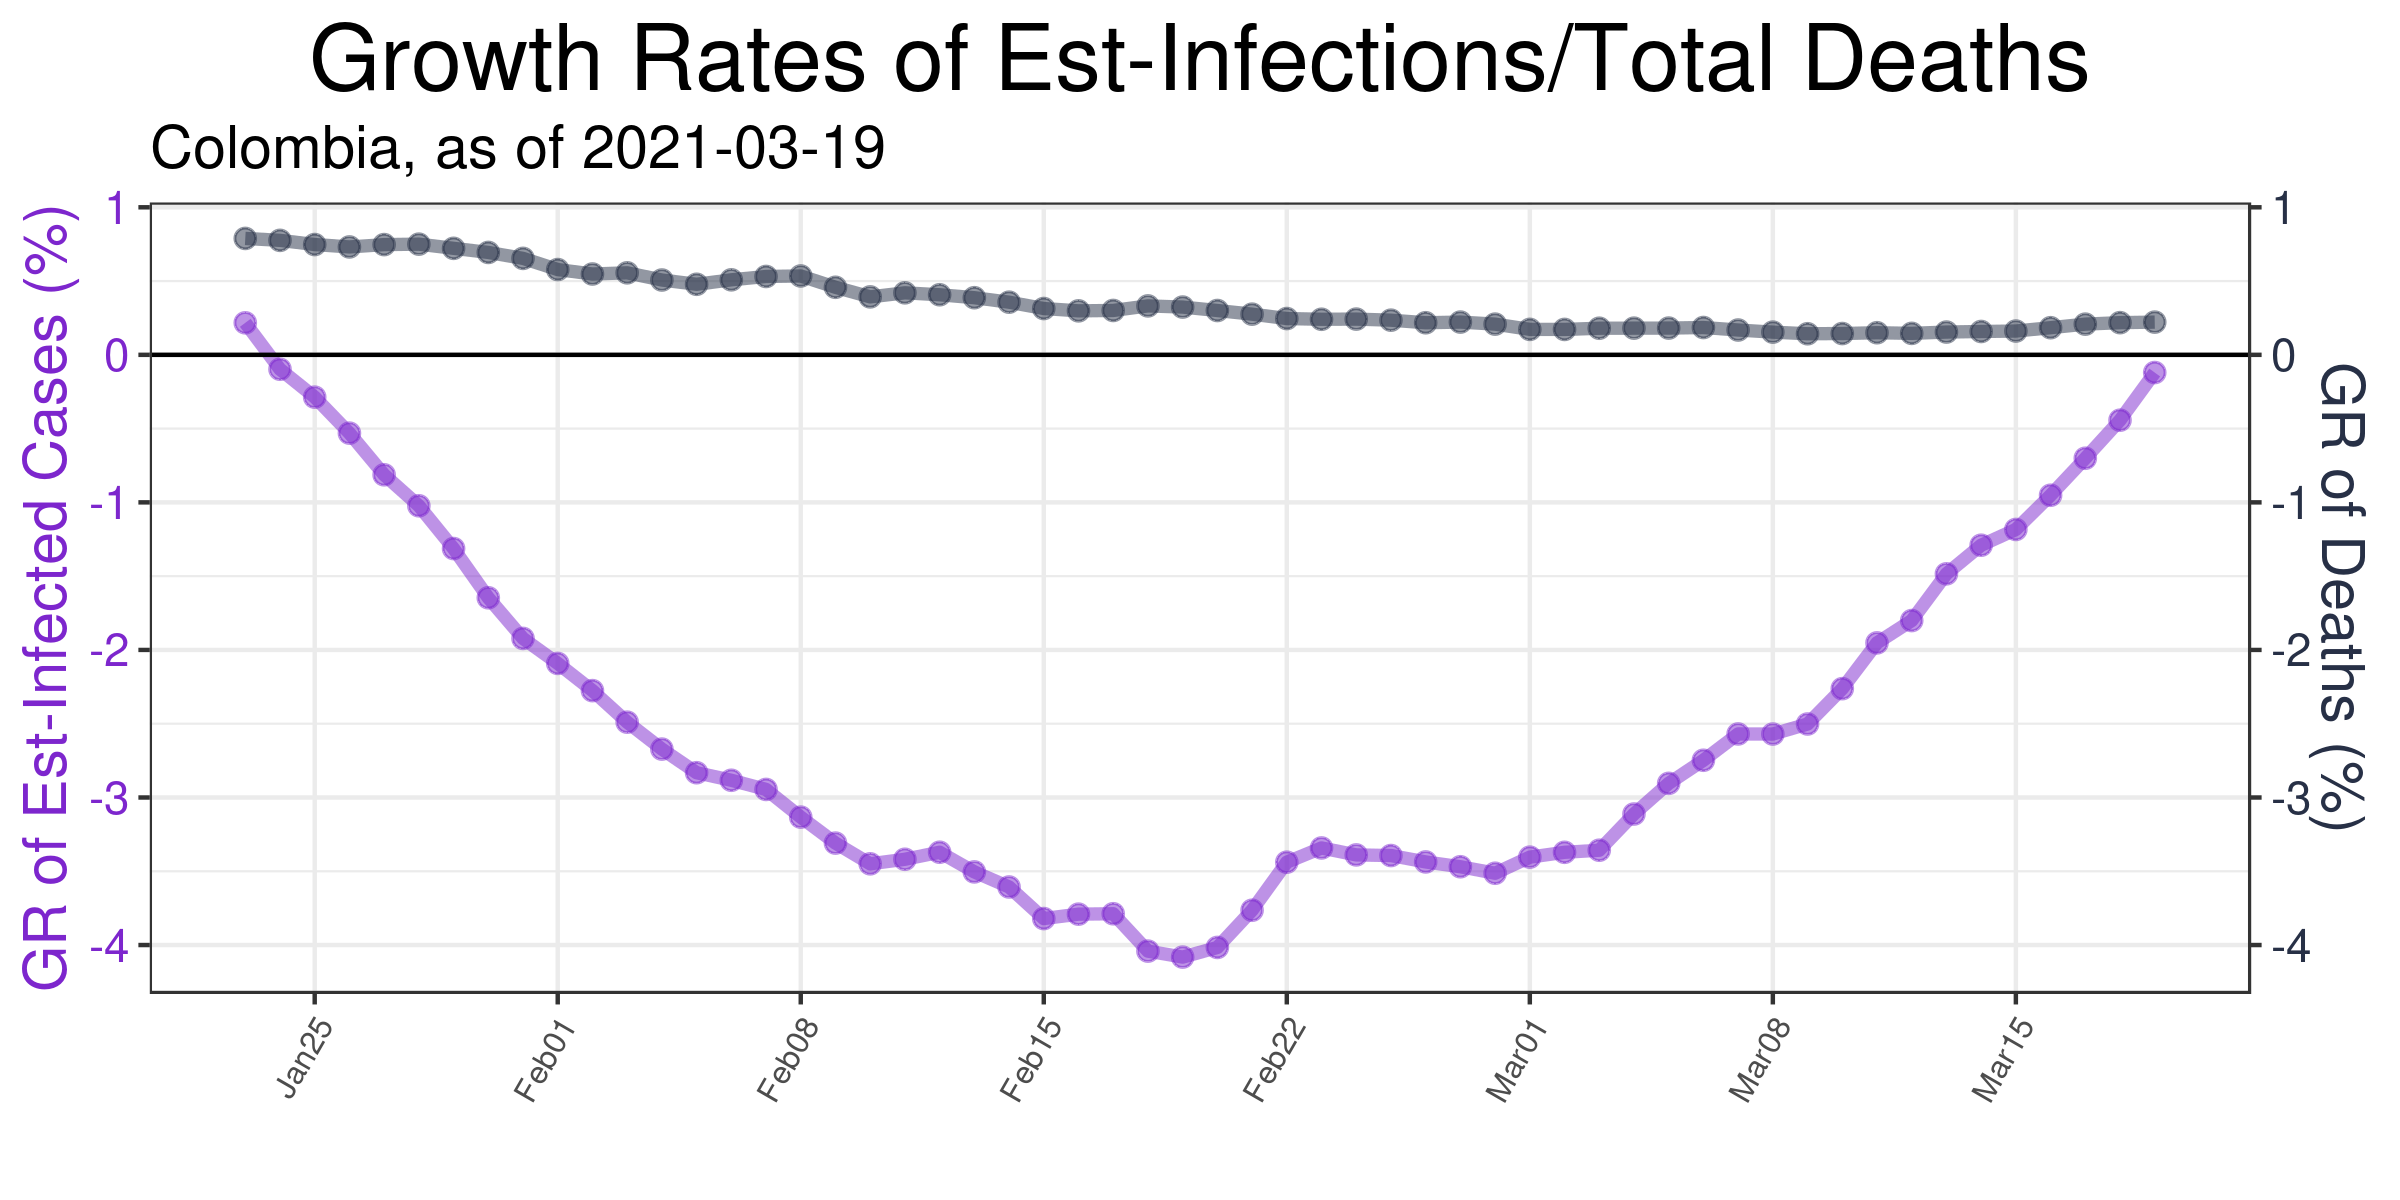 Growth Rates of Est-Infections/Total Deaths
Colombia, as of 2021-03-19
GR of Est-Infected Cases (%)
1
0
-1
-2
-3
-4
1
0
-1
-2
-3
-4
GR of Deaths (%)
Jan25
Feb01
Feb08
Feb15
Feb22
Mar01
Mar08
Mar15